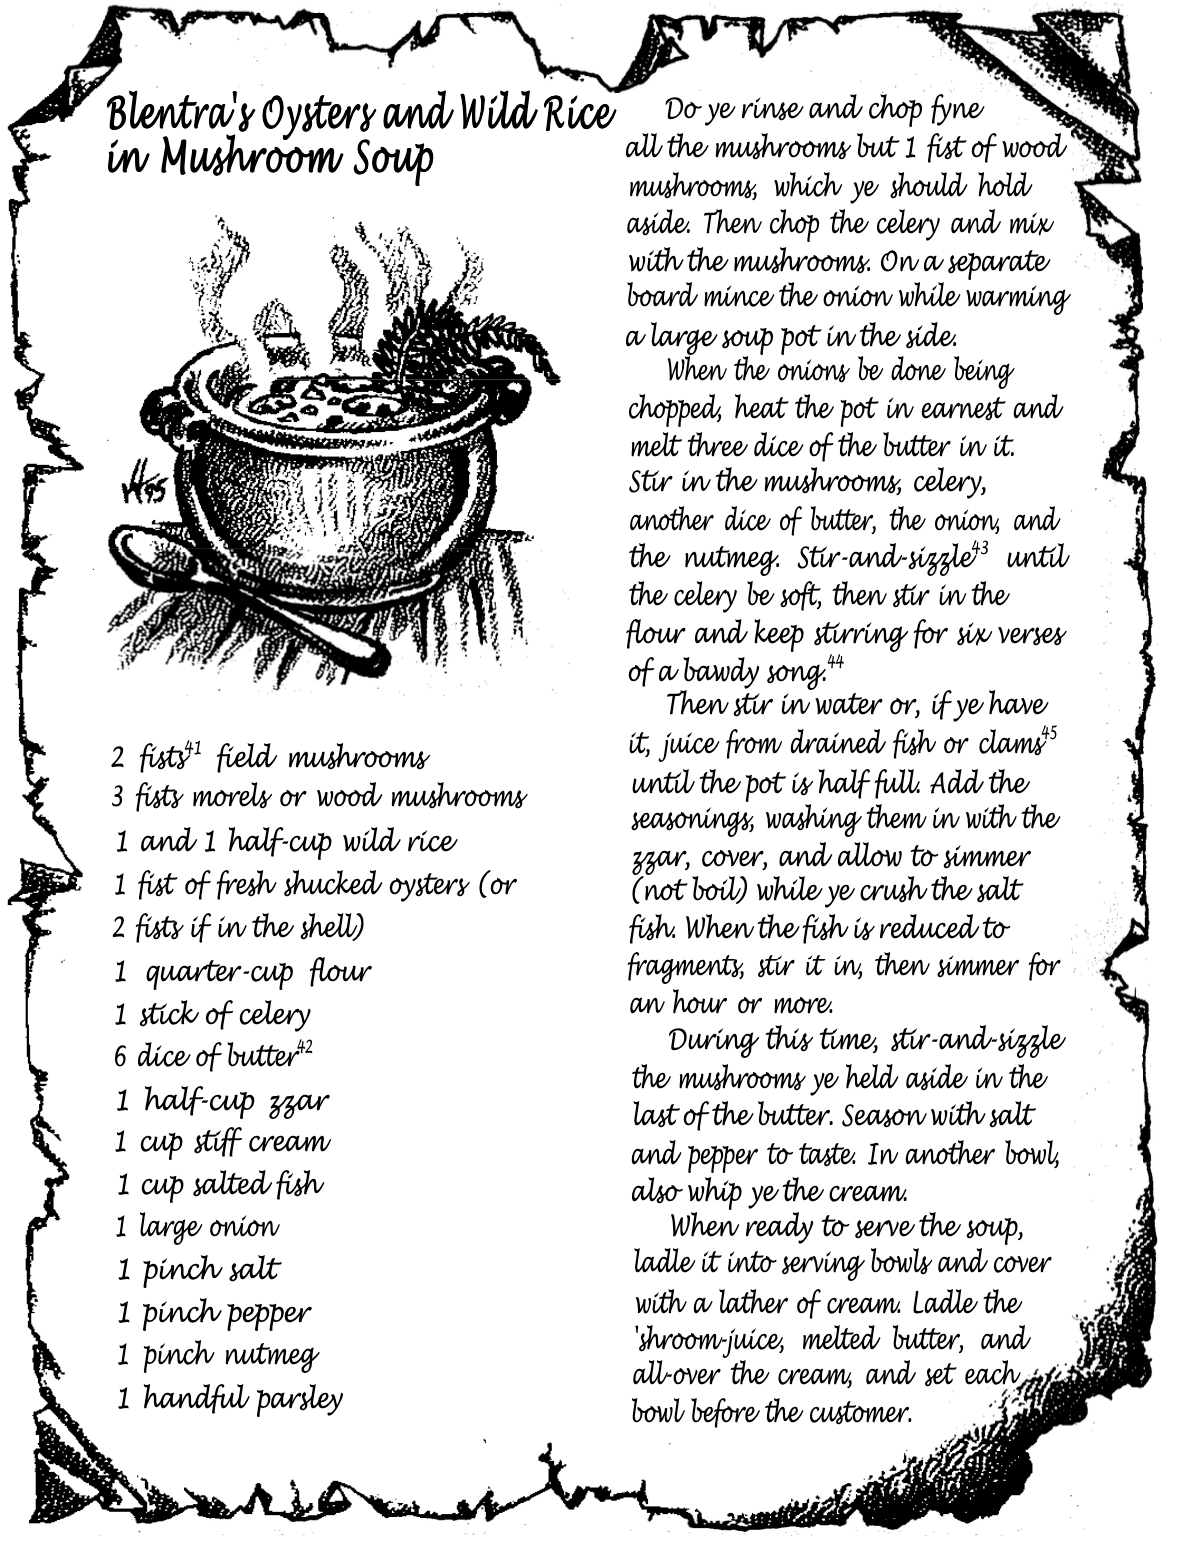 Blentra's Oysters and Wild Rice
in Mushroom Soup
2 fists41 field mushrooms
3 fists morels or wood mushrooms
1 and 1 half-cup wild rice
1 fist of fresh shucked oysters (or
2 fists if in the shell)
1 quarter-cup flour
1 stick of celery
6 dice of butter42
1 half-cup zzar
1 cup stiff cream
1 cup salted fish
1 large onion
1 pinch salt
1 pinch pepper
1 pinch nutmeg
1 handful parsley
Do ye rinse and chop fyne
all the mushrooms but 1 fist of wood
mushrooms, which ye should hold
aside. Then chop the celery and mix
with the mushrooms. On a separate
board mince the onion while warming
a large soup pot in the side.
When the onions be done being
chopped, heat the pot in earnest and
melt three dice of the butter in it.
Stir in the mushrooms, celery,
another dice of butter, the onion, and
the nutmeg. Stir-and-sizzle43 until
the celery be soft, then stir in the
flour and keep stirring for six verses
of a bawdy song.44
Then stir in water or, if ye have
it, juice from drained fish or clams45
until the pot is half full. Add the
seasonings, washing them in with the
zzar, cover, and allow to simmer
(not boil) while ye crush the salt
fish. When the fish is reduced to
fragments, stir it in, then simmer for
an hour or more.
During this time, stir-and-sizzle
the mushrooms ye held aside in the
last of the butter. Season with salt
and pepper to taste. In another bowl,
also whip ye the cream.
When ready to serve the soup,
ladle it into serving bowls and cover
with a lather of cream. Ladle the
'shroom-juice, melted butter, and
all-over the cream, and set each
bowl before the customer.